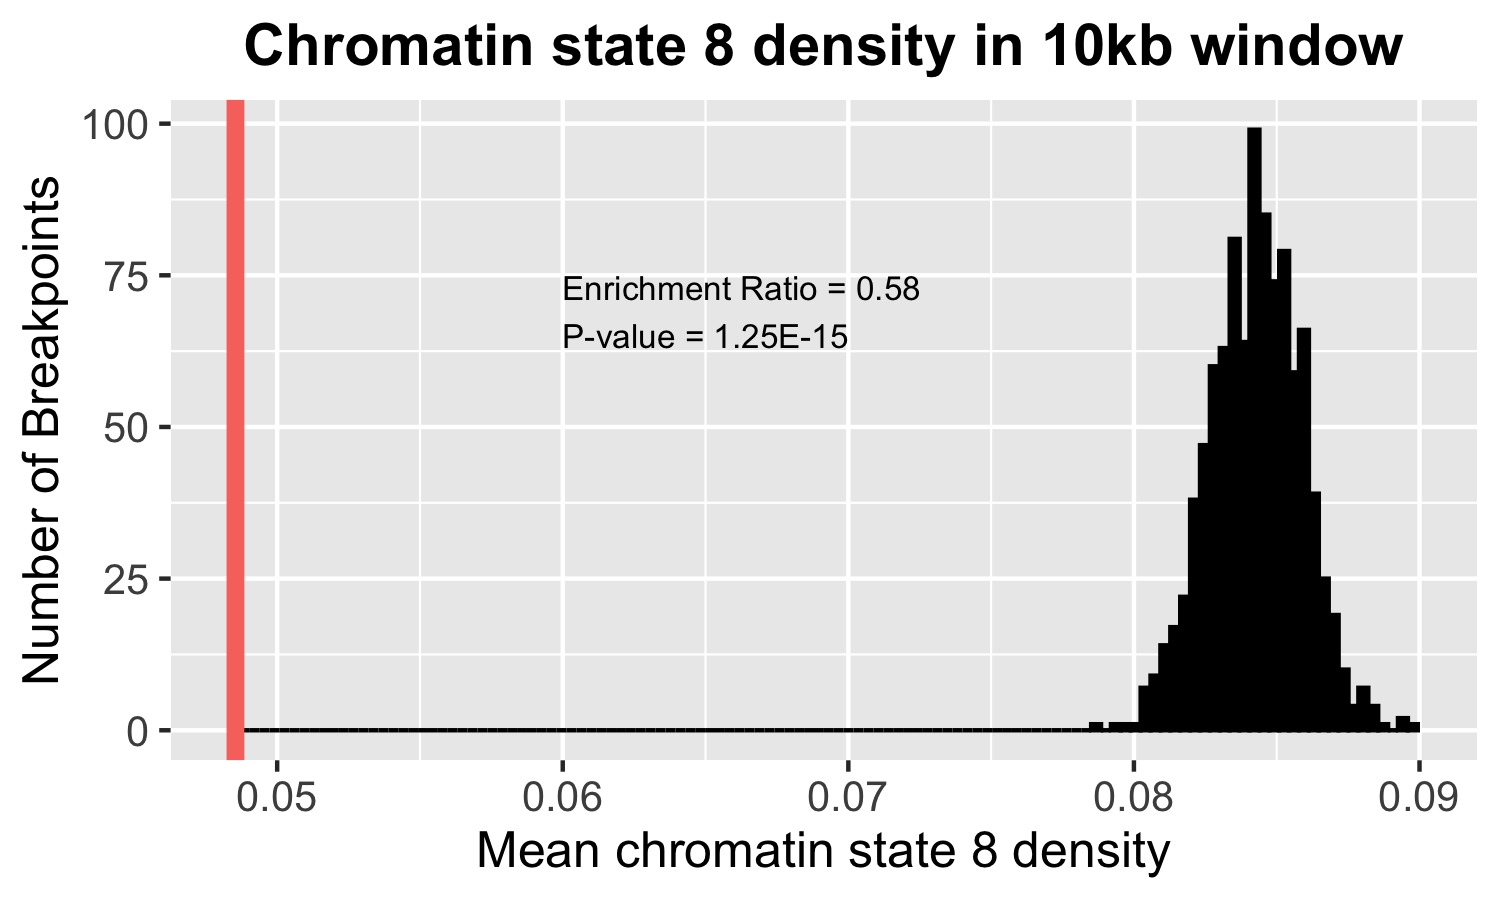 Chromatin state 8 density in 10kb window
Number of Breakpoints
100
75
50
25
0
Enrichment Ratio = 0.58
P-value = 1.25E-15
0.05 0.06 0.07 0.08 0.09
Mean chromatin state 8 density